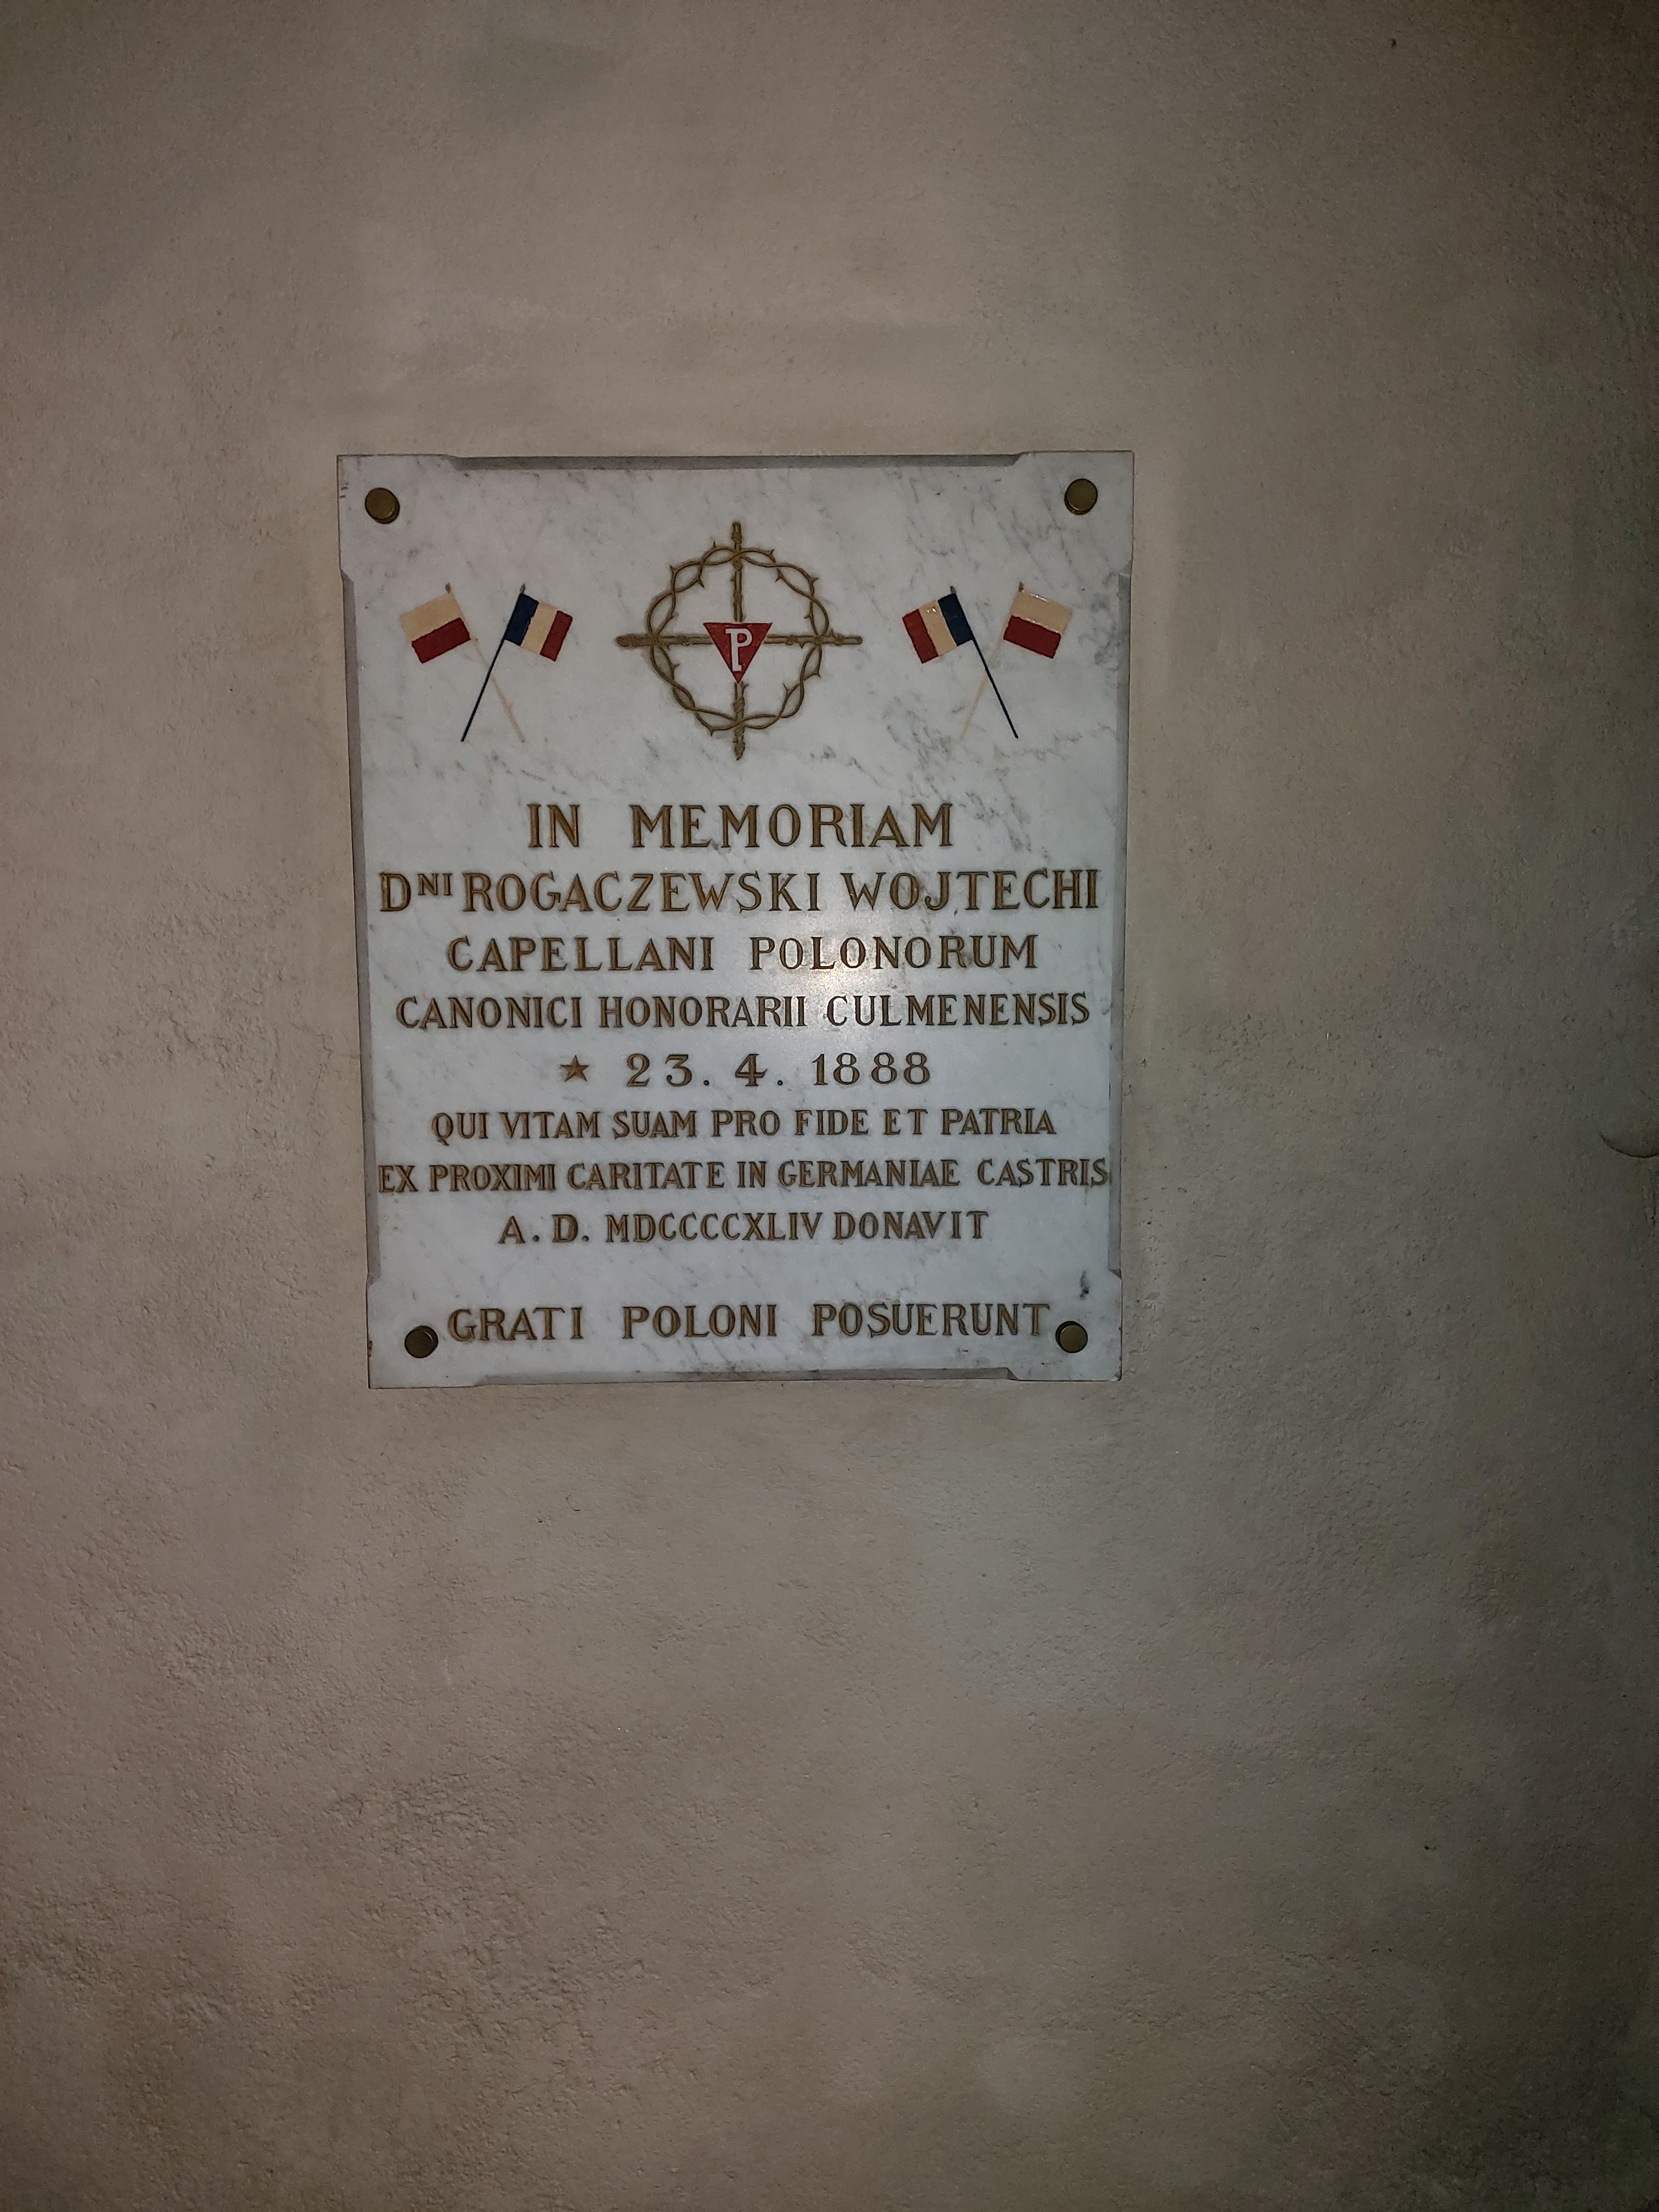 P
IN MEMORIAM
DNI ROGACZEWSKI WOJTECHI
CAPELLANI POLONORUM
CANONICI HONORARII CULMENENSIS
★ 23. 4. 1888
QUI VITAM SUAM PRO FIDE ET PATRIA
EX PROXIMI CARITATE IN GERMANIAE CASTRIS
A. D. MDCCCCXLIV DONAVIT
GRATI POLONI POSUERUNT